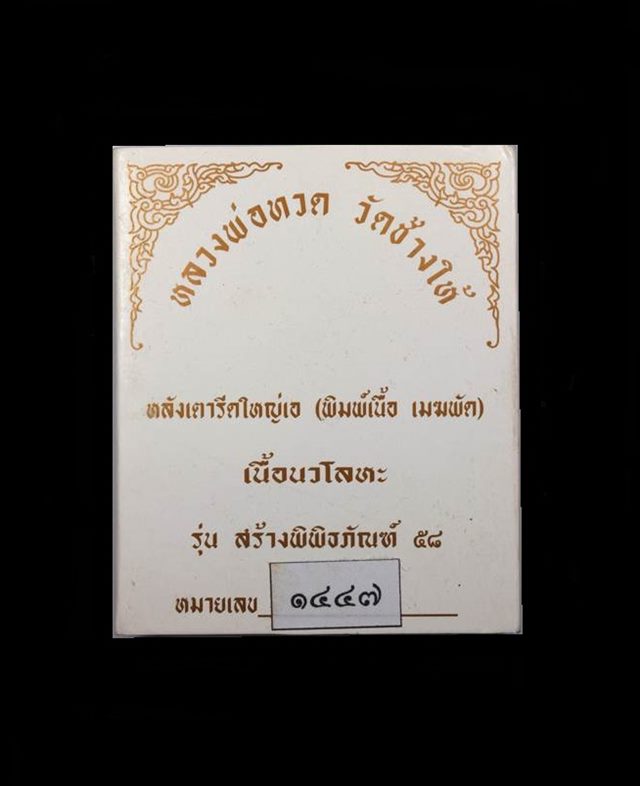 หลวงพ่อทวด วัดช้างให้
หลังเตารีดใหญ่เอ (พิมพ์เนื้อ เมฆพัด)
เนื้อนวโลหะ
รุ่น สร้างพิพิธภัณฑ์ ๕๘
หมายเลข ๑๔๔๗